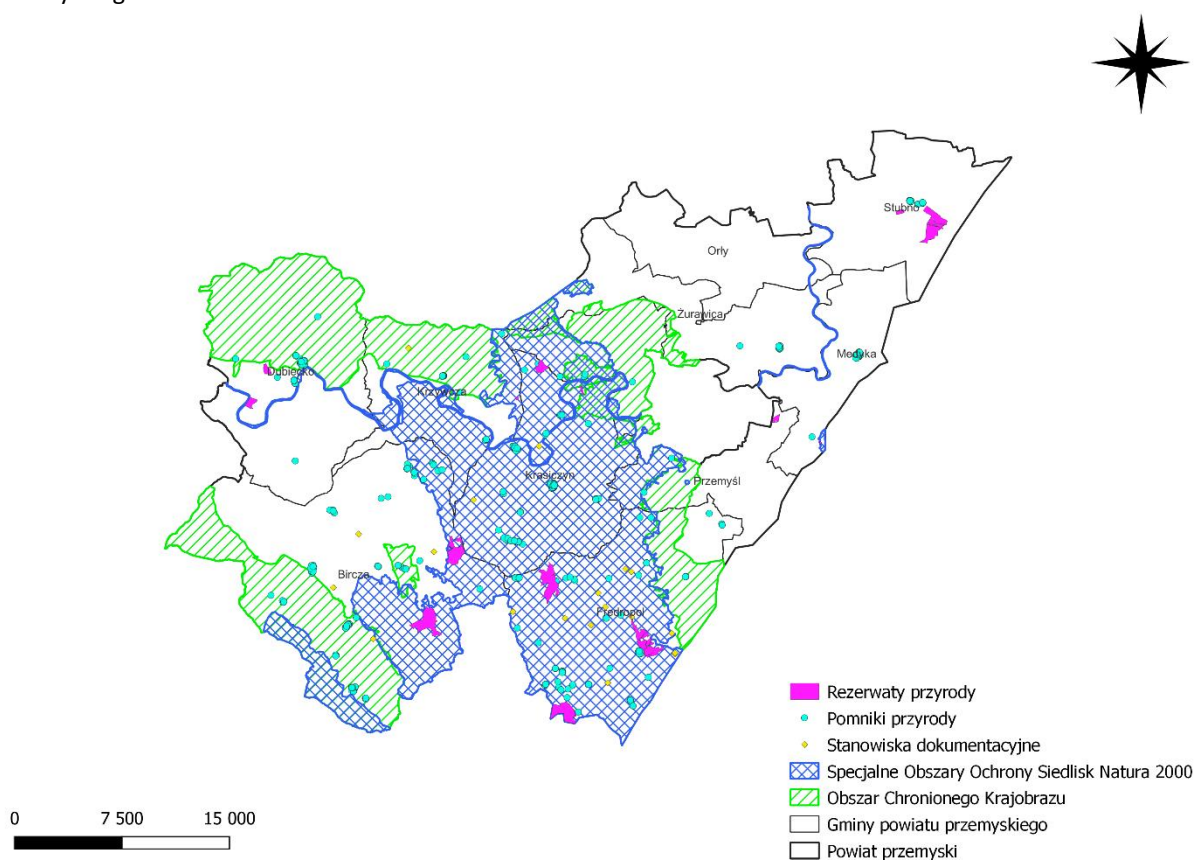 Stubno
Orły
Żurawica
Medyka
Dubiecko
Krzywcza
Krasiczyn
Przemyśl
Bircza
Fredropol
Rezerwaty przyrody
Pomniki przyrody
Stanowiska dokumentacyjne
Specjalne Obszary Ochrony Siedlisk Natura 2000
Obszar Chronionego Krajobrazu
Gminy powiatu przemyskiego
Powiat przemyski
0 7 500 15 000